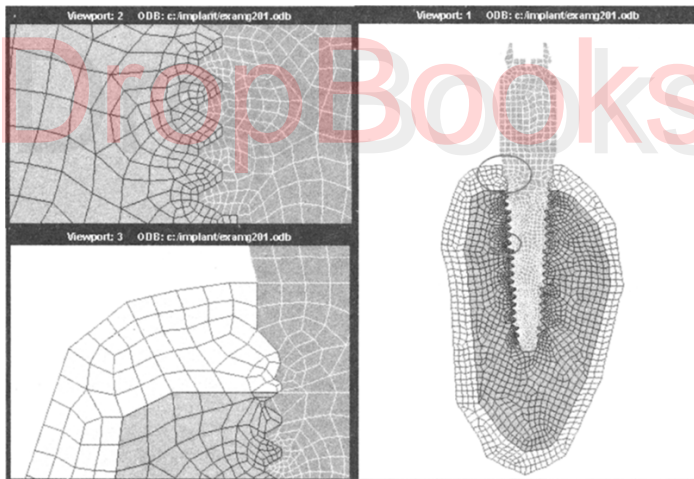 Viewport: 2 ODB: c:/implant/examg201.odb
Viewport: 1 ODB: c:/implant/examg201.odb
DropBooks
Viewport: 3 ODB: c:/implant/examg201.odb